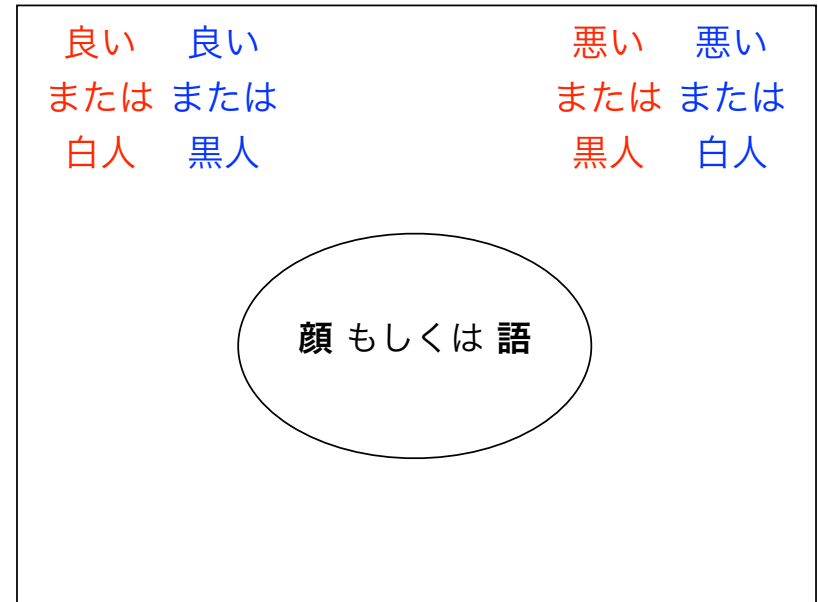 良い 良い 悪い 悪い
または または または または
白人 黒人 黒人 白人
顔 もしくは 語